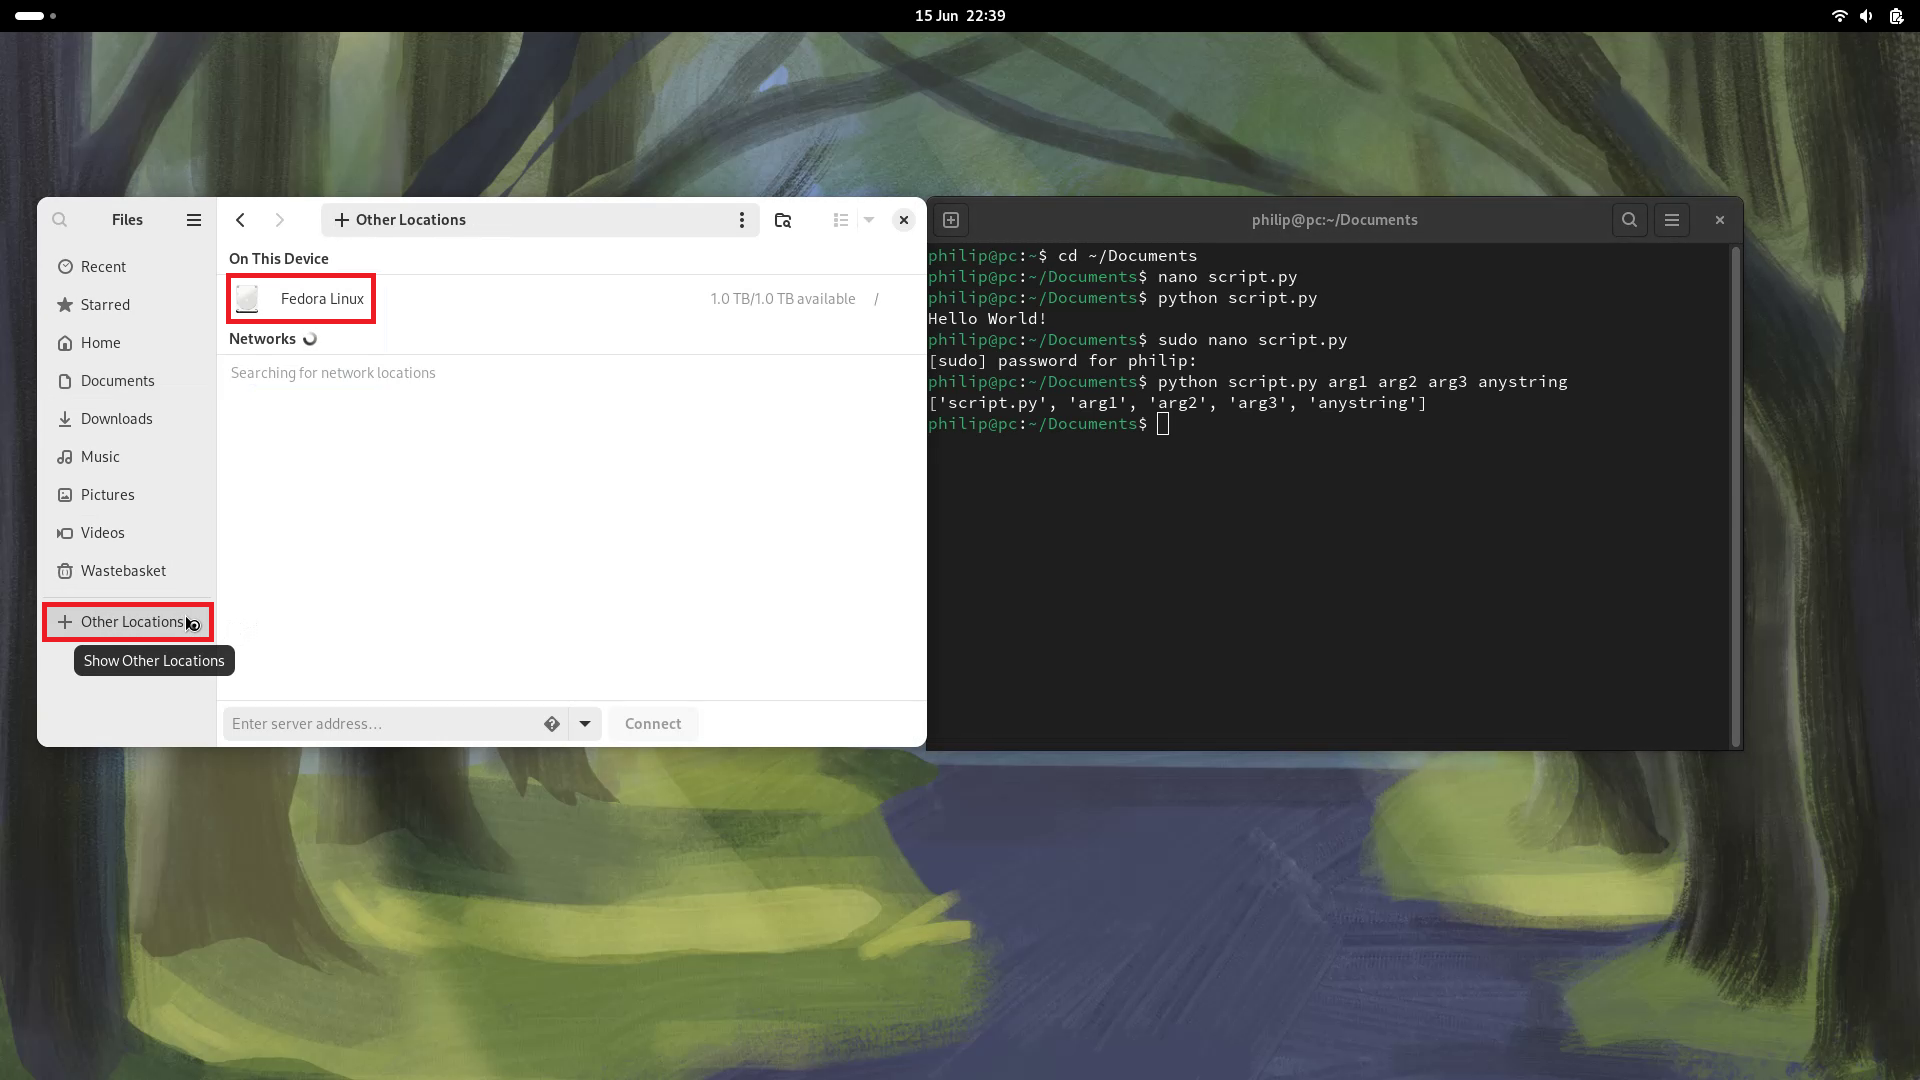 15 Jun 22:39
Files
Recent
Starred
Home
Documents
Downloads
Music
Pictures
Videos
Wastebasket
Other Locations
Show Other Locations
Other Locations
On This Device
Fedora Linux
1.0 TB/1.0 TB available /
Networks
Searching for network locations
Enter server address…
Connect
philip@pc:~/Documents
philip@pc:~$ cd ~/Documents
philip@pc:~/Documents$ nano script.py
philip@pc:~/Documents$ python script.py
Hello World!
philip@pc:~/Documents$ sudo nano script.py
[sudo] password for philip:
philip@pc:~/Documents$ python script.py arg1 arg2 arg3 anystring
['script.py', 'arg1', 'arg2', 'arg3', 'anystring']
philip@pc:~/Documents$